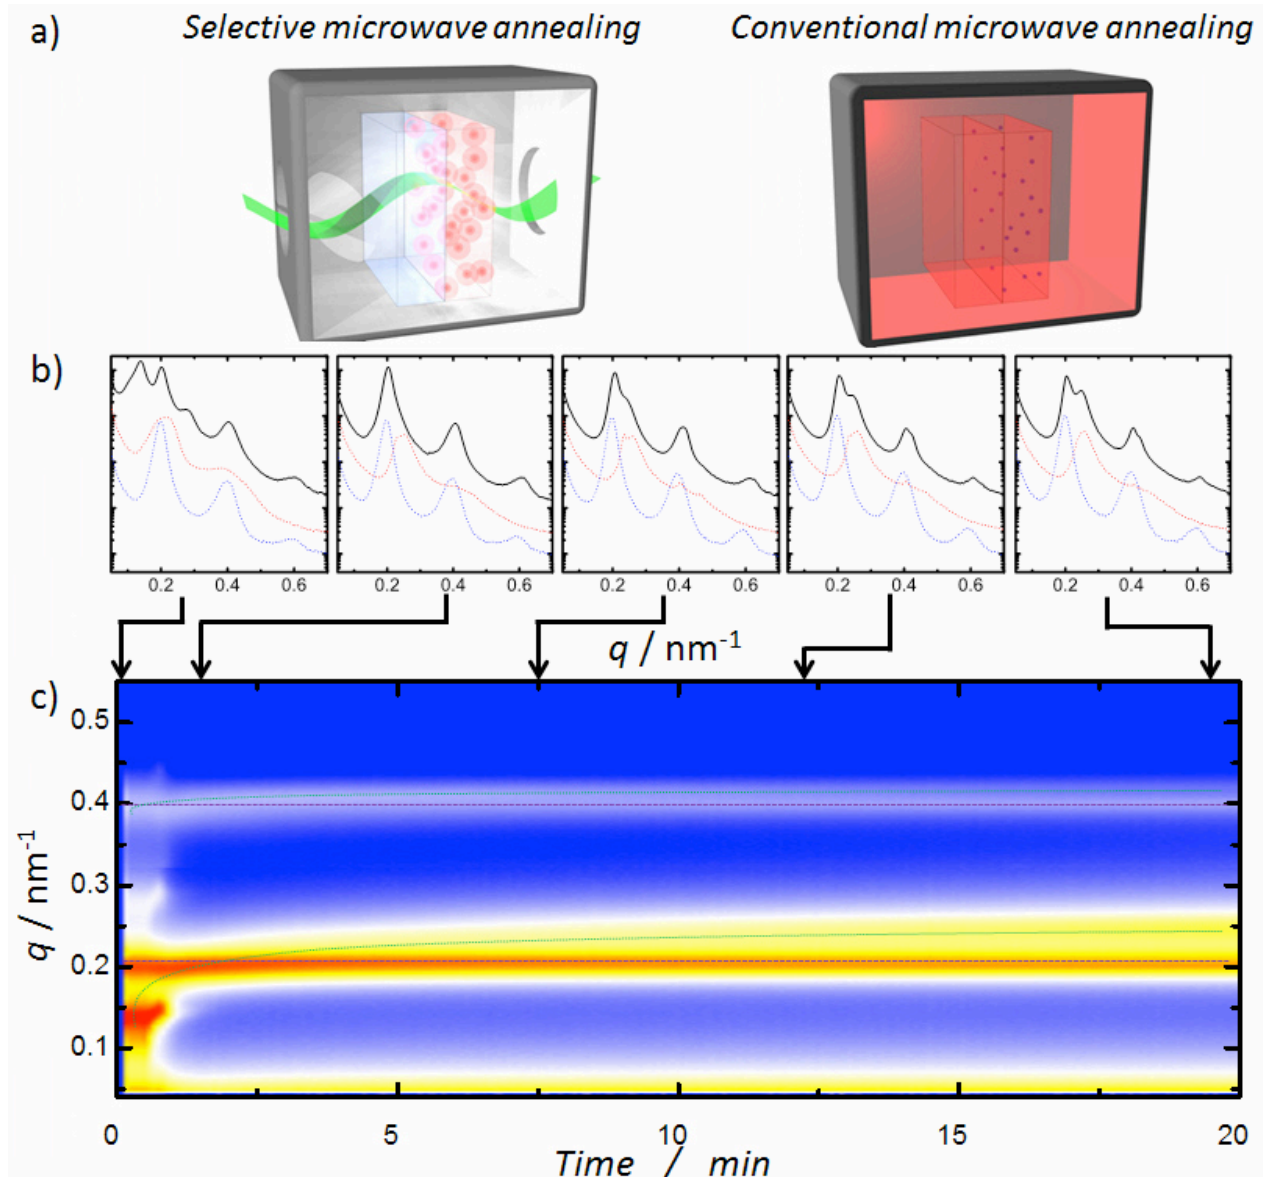 a) Selective microwave annealing Conventional microwave annealing
b)
0.2 0.4 0.6 0.2 0.4 0.6 0.2 0.4 0.6 0.2 0.4 0.6 0.2 0.4 0.6
q / nm-1
c)
0.5
0.4
0.3
0.2
0.1
q / nm-1
0 5 10 15 20
Time / min